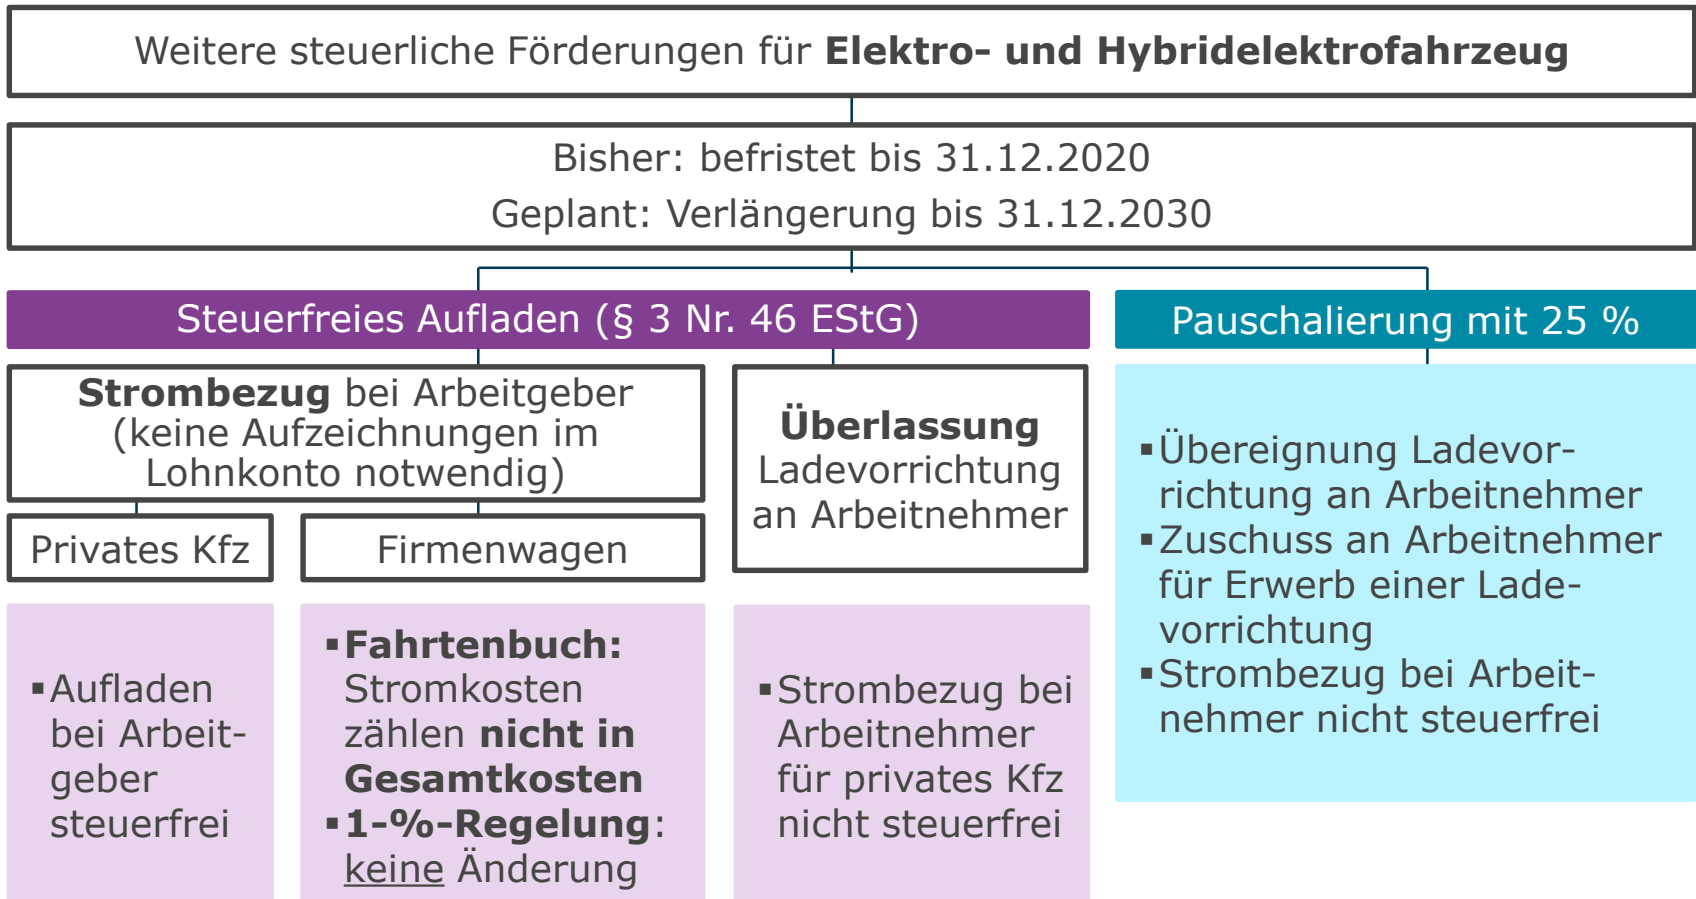 Weitere steuerliche Förderungen für Elektro- und Hybridelektrofahrzeug
Bisher: befristet bis 31.12.2020
Geplant: Verlängerung bis 31.12.2030
Steuerfreies Aufladen (§ 3 Nr. 46 EStG)
Strombezug bei Arbeitgeber
(keine Aufzeichnungen im
Lohnkonto notwendig)
Privates Kfz
▪Aufladen
bei Arbeit-
geber
steuerfrei
Firmenwagen
▪Fahrtenbuch:
Stromkosten
zählen nicht in
Gesamtkosten
▪1-%-Regelung:
keine Änderung
Überlassung
Ladevorrichtung
an Arbeitnehmer
▪Strombezug bei
Arbeitnehmer
für privates Kfz
nicht steuerfrei
Pauschalierung mit 25 %
▪Übereignung Ladevor-
richtung an Arbeitnehmer
▪Zuschuss an Arbeitnehmer
für Erwerb einer Lade-
vorrichtung
▪Strombezug bei Arbeit-
nehmer nicht steuerfrei